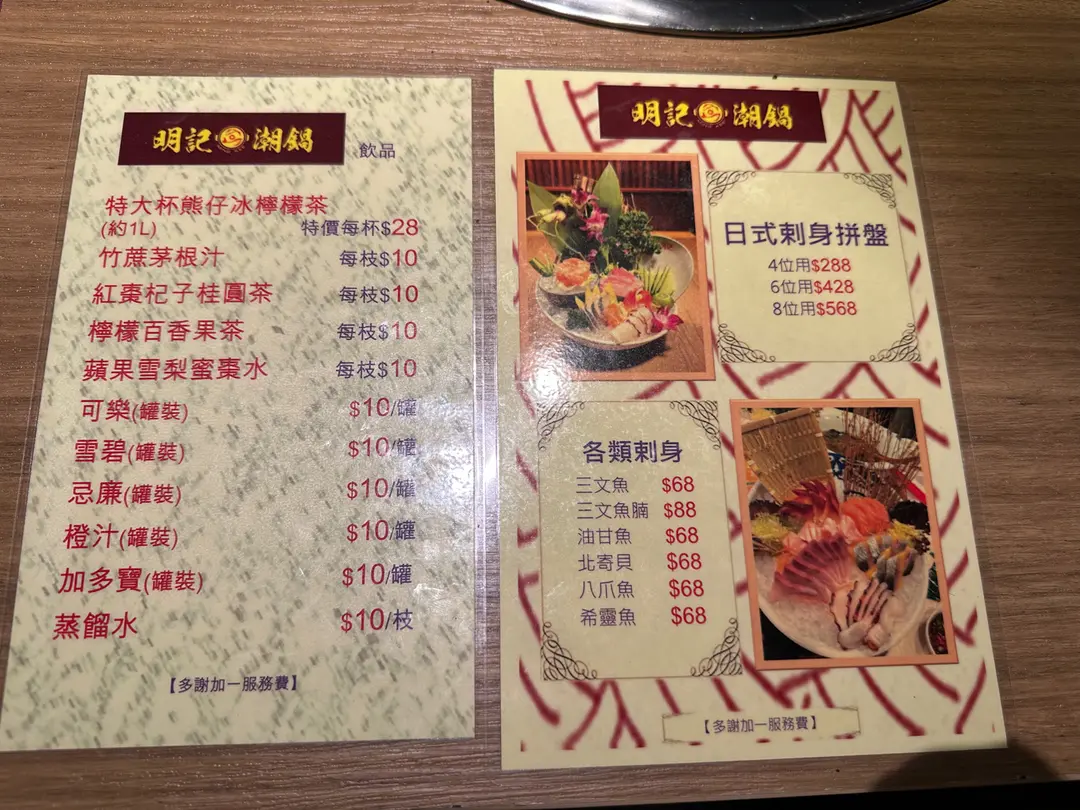 明記 潮鍋
飲品
特大杯熊仔冰檸檬茶
(約1L) 特價每杯$28
竹蔗茅根汁 每枝$10
紅棗杞子桂圓茶 每枝$10
檸檬百香果茶 每枝$10
蘋果雪梨蜜棗水 每枝$10
可樂(罐裝) $10/罐
雪碧(罐裝) $10/罐
忌廉(罐裝) $10/罐
橙汁(罐裝) $10/罐
加多寶(罐裝) $10/罐
蒸餾水 $10/枝
【多謝加一服務費】
明記 潮鍋
日式刺身拼盤
4位用$288
6位用$428
8位用$568
各類刺身
三文魚 $68
三文魚腩 $88
油甘魚 $68
北寄貝 $68
八爪魚 $68
希靈魚 $68
【多謝加一服務費】